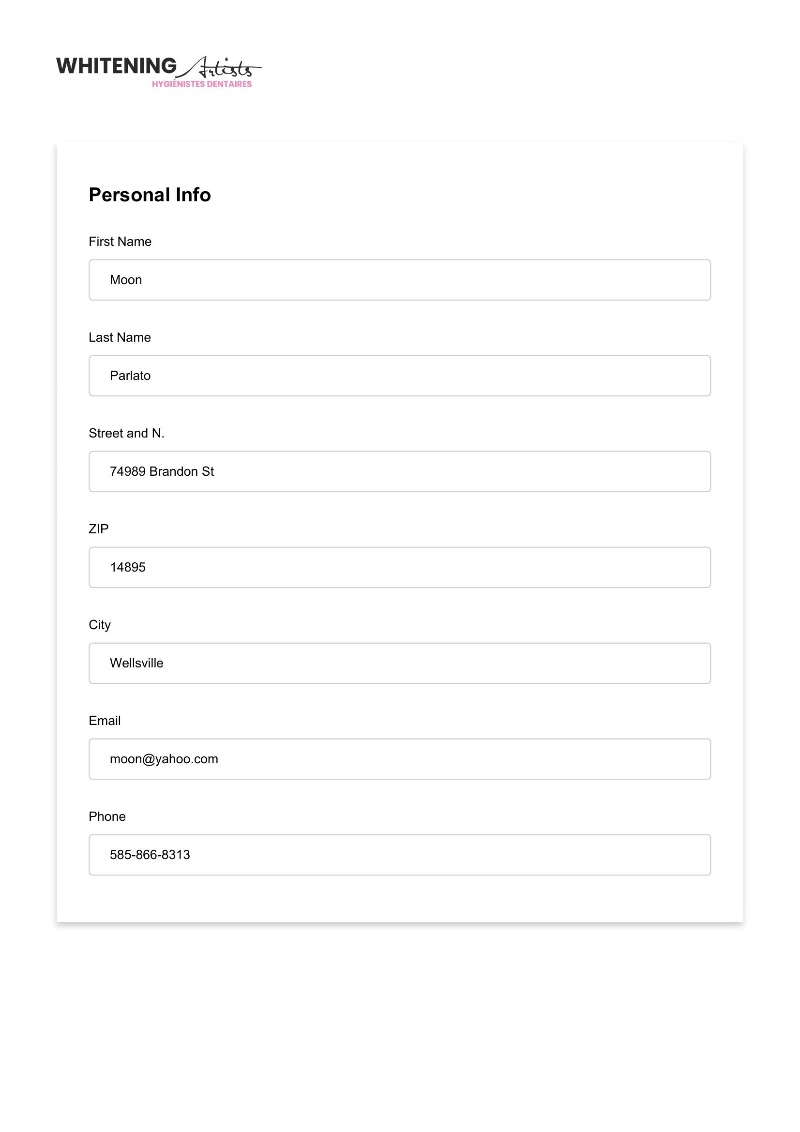 WHITENING Artists
HYGIÉNISTES DENTAIRES
Personal Info
First Name
Moon
Last Name
Parlato
Street and N.
74989 Brandon St
ZIP
14895
City
Wellsville
Email
moon@yahoo.com
Phone
585-866-8313